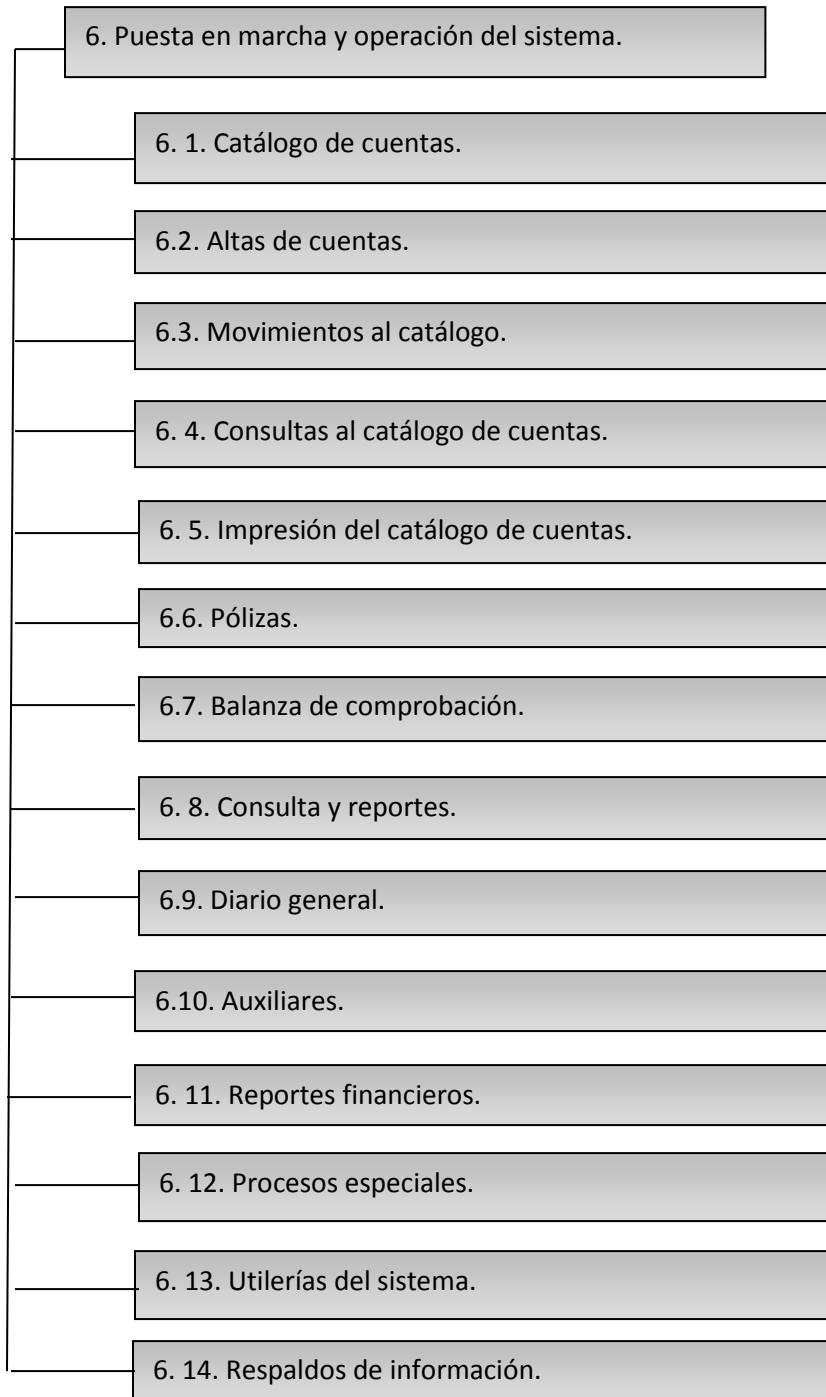 6. Puesta en marcha y operación del sistema.
6. 1. Catálogo de cuentas.
6.2. Altas de cuentas.
6.3. Movimientos al catálogo.
6. 4. Consultas al catálogo de cuentas.
6. 5. Impresión del catálogo de cuentas.
6.6. Pólizas.
6.7. Balanza de comprobación.
6. 8. Consulta y reportes.
6.9. Diario general.
6.10. Auxiliares.
6. 11. Reportes financieros.
6. 12. Procesos especiales.
6. 13. Utilerías del sistema.
6. 14. Respaldos de información.